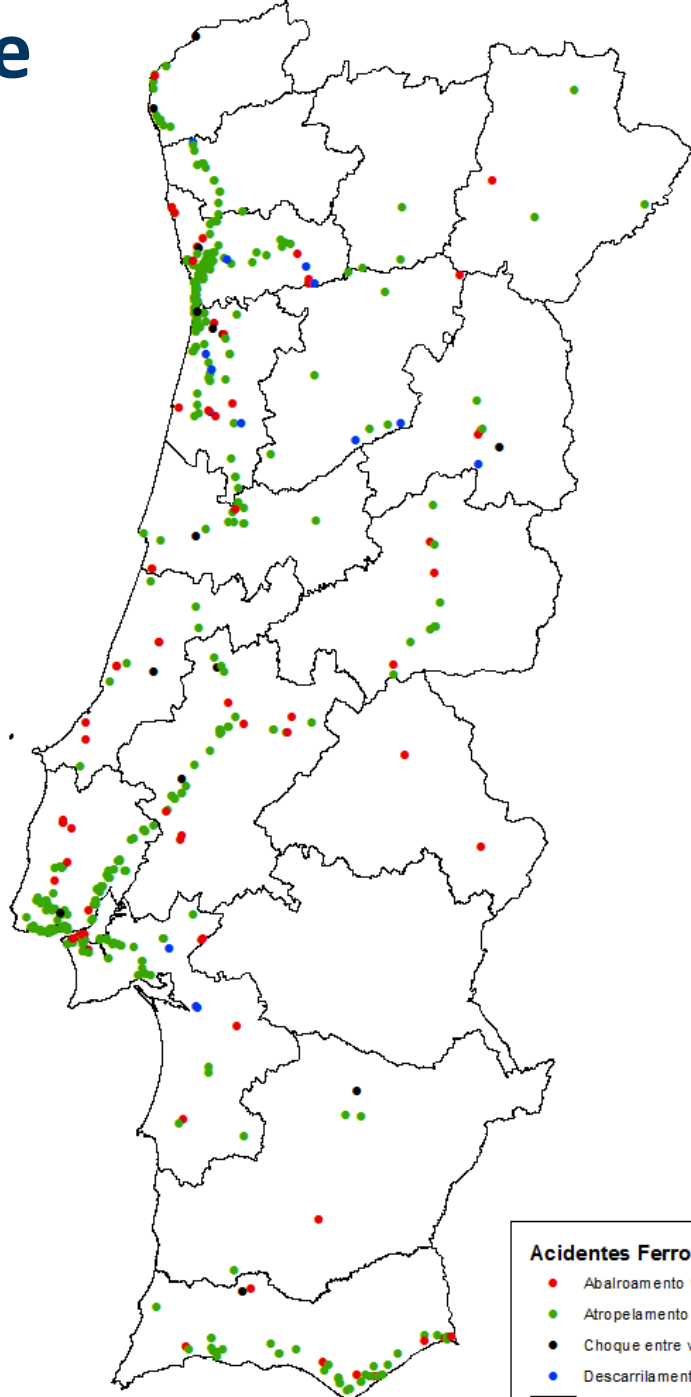 e
Acidentes Ferro
Abalroamento
Atropelamento
Choque entre v
Descarrilament